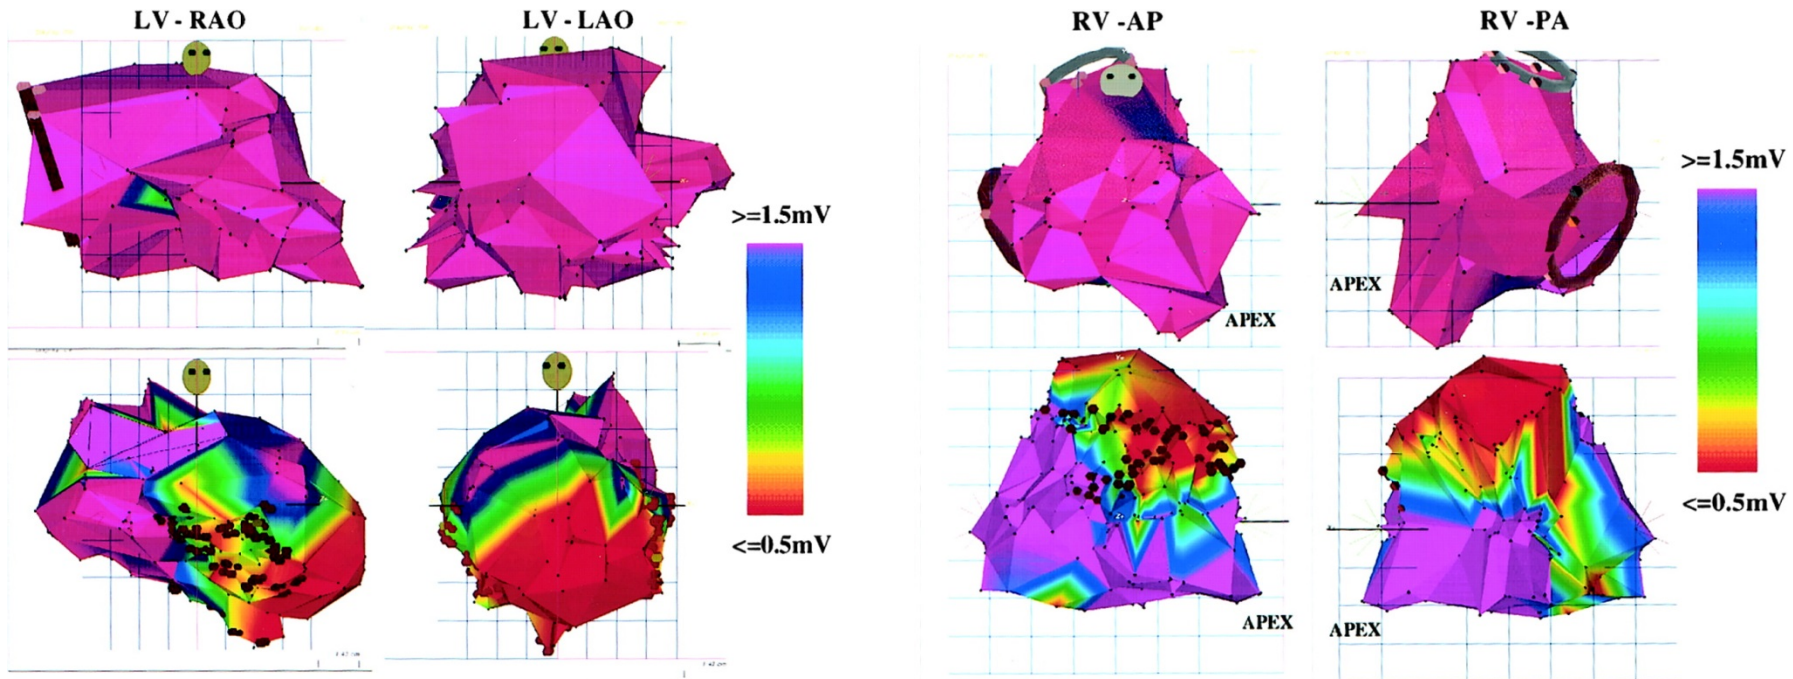 LV - RAO
LV - LAO
RV -AP
RV -PA
>=1.5mV
<=0.5mV
>=1.5mV
<=0.5mV
APEX
APEX
APEX
APEX